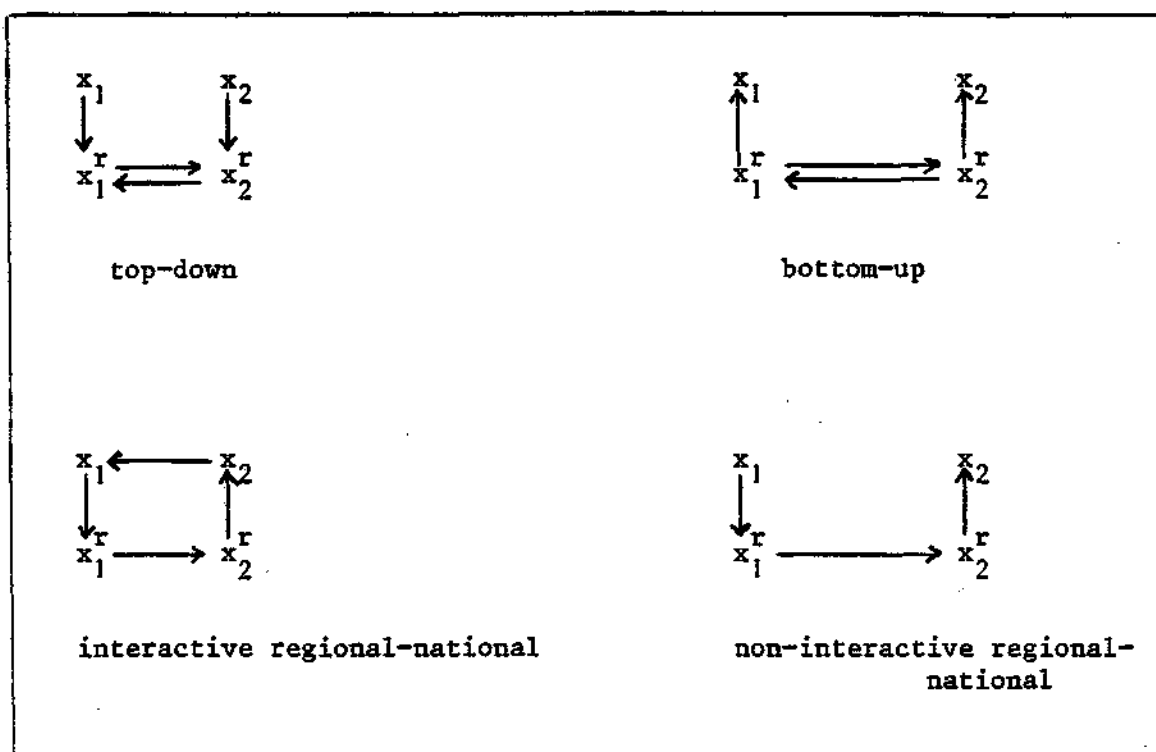 x₁ x₂
x₁ʳ x₂ʳ
top-down
x₁ x₂
x₁ʳ x₂ʳ
bottom-up
x₁ x₂
x₁ʳ x₂ʳ
interactive regional-national
x₁ x₂
x₁ʳ x₂ʳ
non-interactive regional-
national